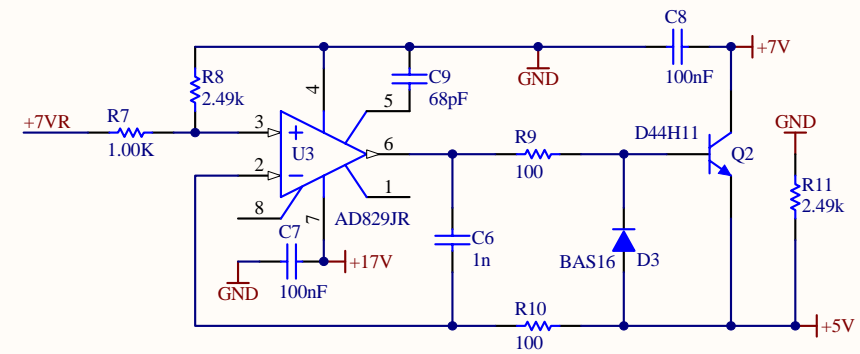 C8
+7V
100nF
GND
R8
2.49k
C9
68pF
4
5
+7VR
R7
1.00K
3
2
U3
6
1
8
7
AD829JR
R9
100
D44H11
Q2
GND
R11
2.49k
C6
1n
BAS16
D3
C7
100nF
GND
+17V
R10
100
+5V